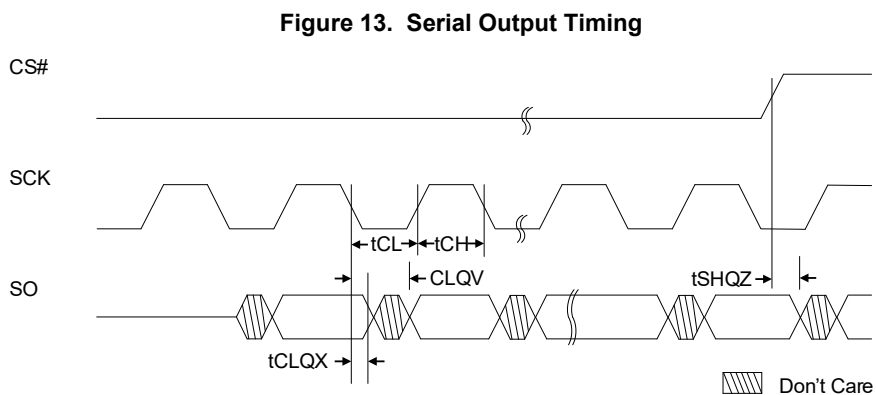 Figure 13. Serial Output Timing
CS#
SCK
tCL
tCH
CLQV
tSHQZ
SO
tCLQX
Don't Care